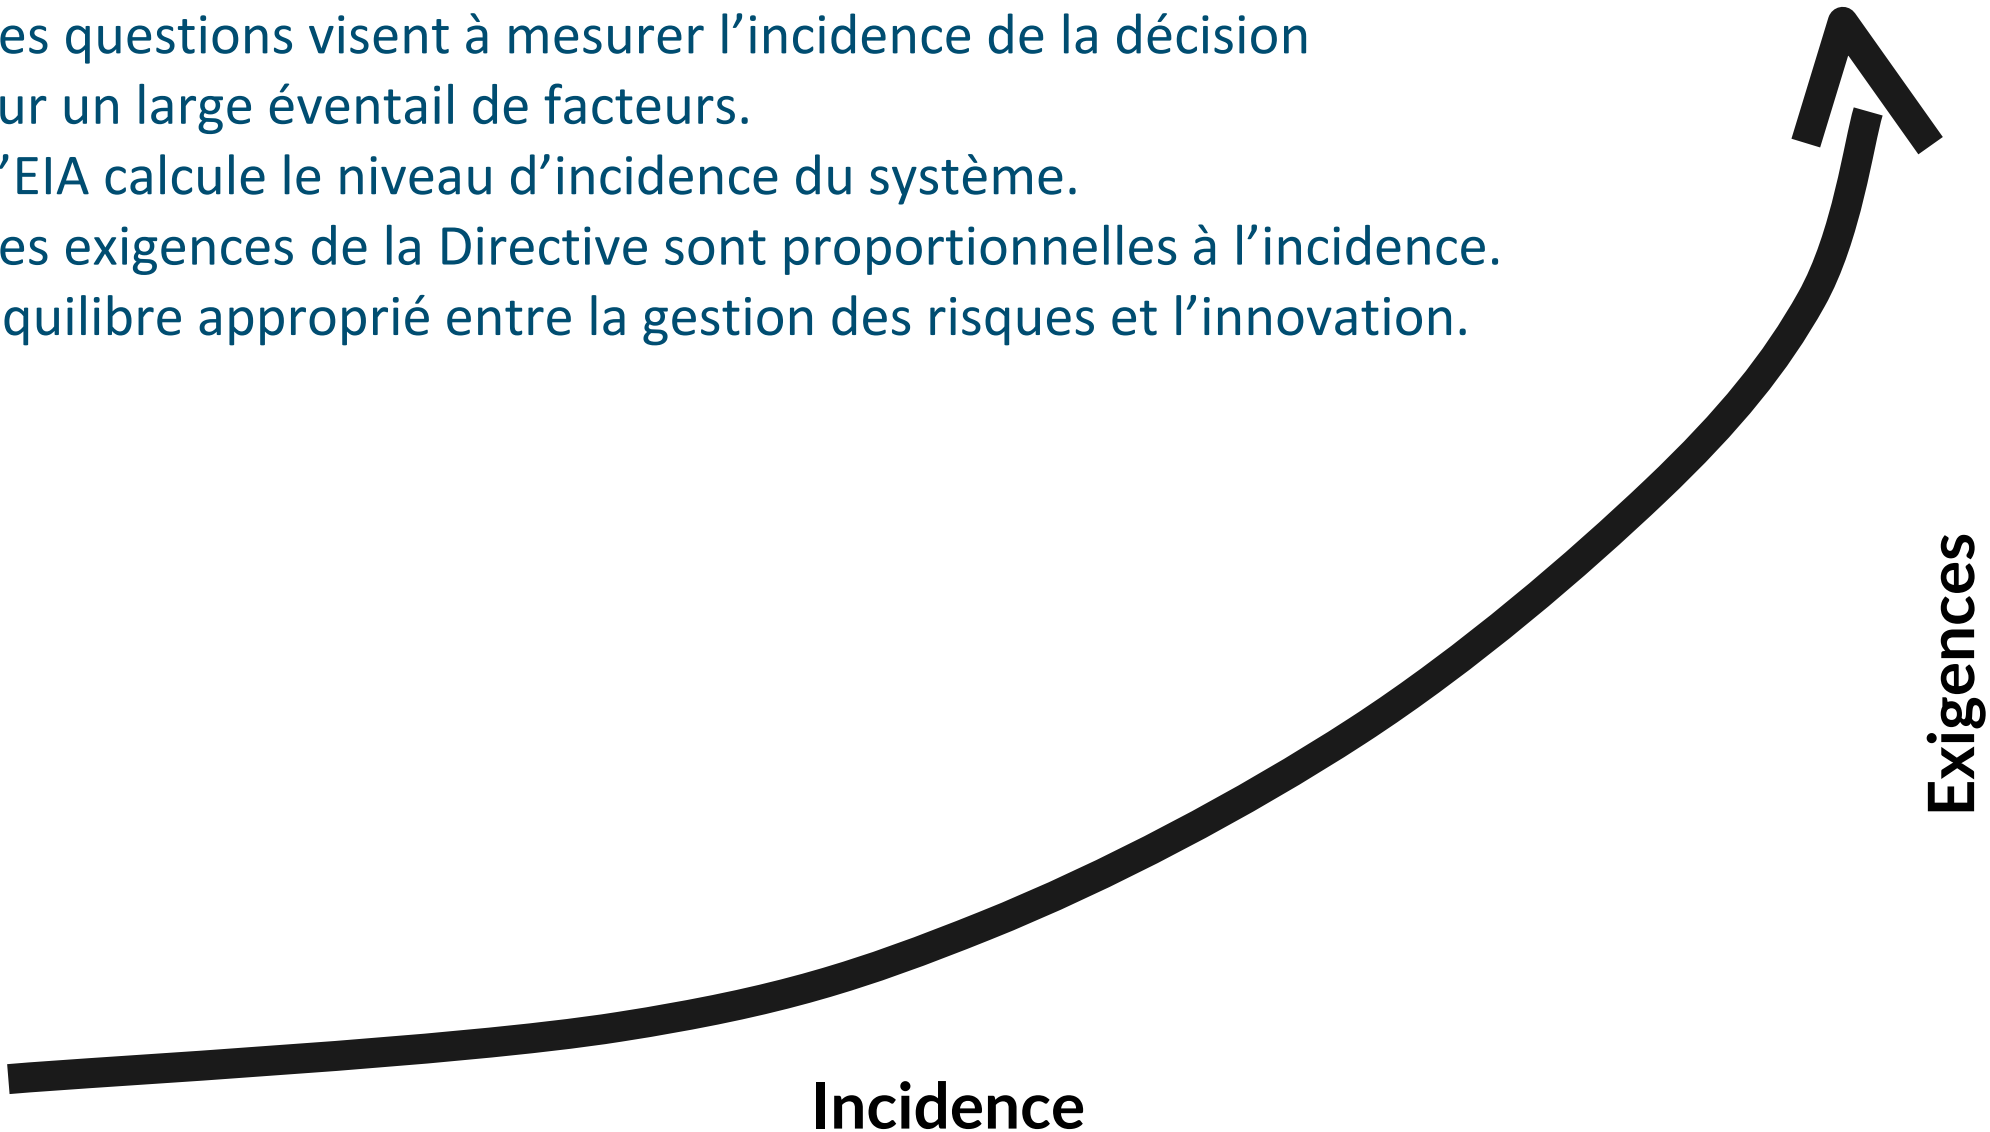 es questions visent à mesurer l’incidence de la décision
ur un large éventail de facteurs.
’EIA calcule le niveau d’incidence du système.
es exigences de la Directive sont proportionnelles à l’incidence.
quilibre approprié entre la gestion des risques et l’innovation.
Exigences
Incidence